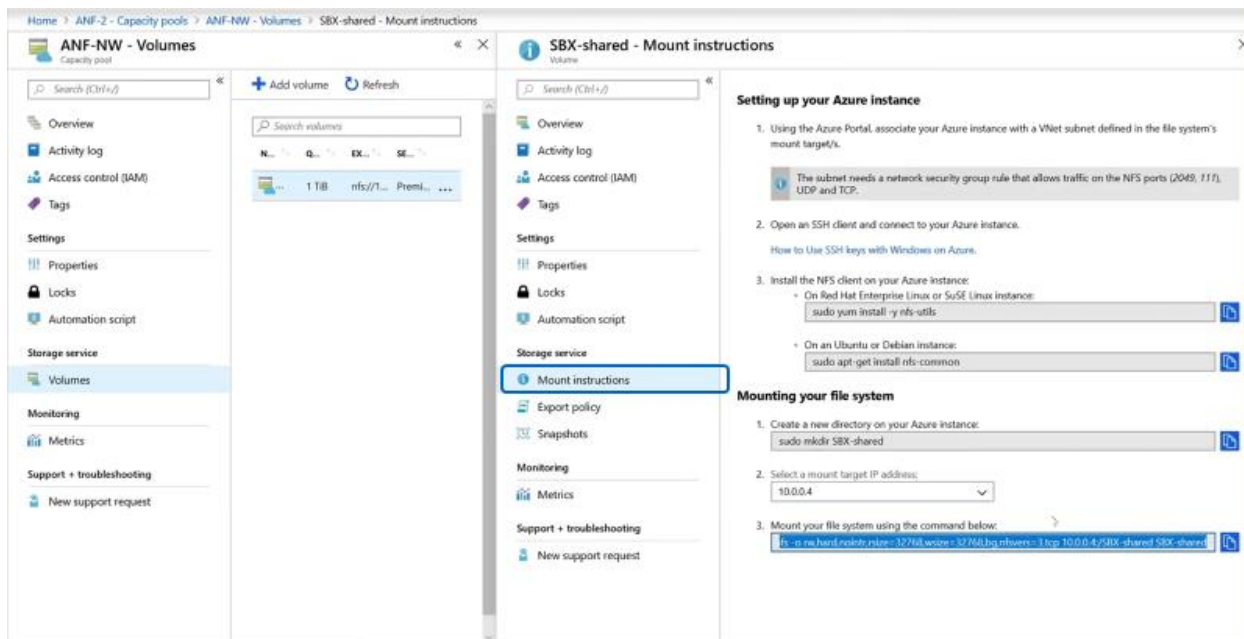 Home > ANF-2 - Capacity pools > ANF-NW - Volumes > SBX-shared - Mount instructions
ANF-NW - Volumes
Capacity pool
Search (Ctrl+/)
Overview
Activity log
Access control (IAM)
Tags
Settings
Properties
Locks
Automation script
Storage service
Volumes
Monitoring
Metrics
Support + troubleshooting
New support request
Add volume Refresh
Search volumes
N... Q... EX... SE...
... 1 TiB nfs://1... Premi... ...
SBX-shared - Mount instructions
Volume
Search (Ctrl+/)
Overview
Activity log
Access control (IAM)
Tags
Settings
Properties
Locks
Automation script
Storage service
Mount instructions
Export policy
Snapshots
Monitoring
Metrics
Support + troubleshooting
New support request
Setting up your Azure instance
1. Using the Azure Portal, associate your Azure instance with a VNet subnet defined in the file system's
mount target/s.
The subnet needs a network security group rule that allows traffic on the NFS ports (2049, 111),
UDP and TCP.
2. Open an SSH client and connect to your Azure instance.
How to Use SSH keys with Windows on Azure.
3. Install the NFS client on your Azure instance:
• On Red Hat Enterprise Linux or SuSE Linux instance:
sudo yum install -y nfs-utils
• On an Ubuntu or Debian instance:
sudo apt-get install nfs-common
Mounting your file system
1. Create a new directory on your Azure instance:
sudo mkdir SBX-shared
2. Select a mount target IP address:
10.0.0.4
3. Mount your file system using the command below:
fs -o rw,hard,nointr,rsize=32768,wsize=32768,bg,nfsvers=3,tcp 10.0.0.4:/SBX-shared SBX-shared